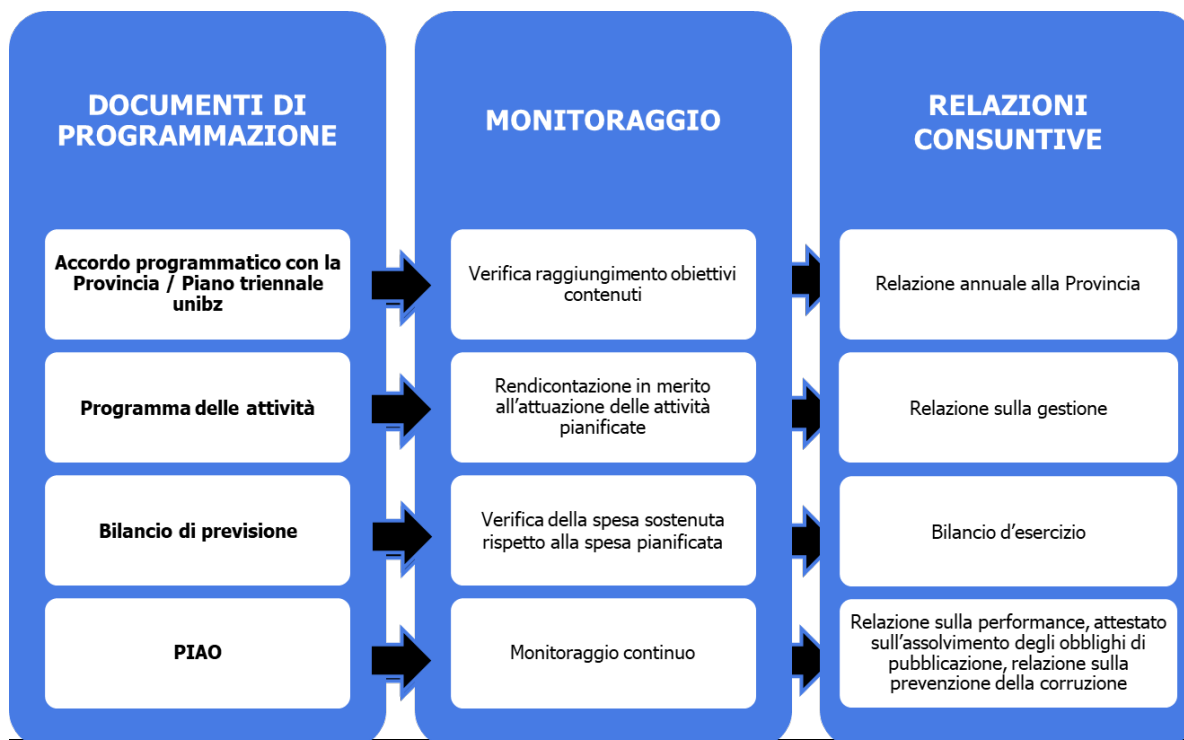 DOCUMENTI DI
PROGRAMMAZIONE
MONITORAGGIO
RELAZIONI
CONSUNTIVE
Accordo programmatico con la
Provincia / Piano triennale
unibz
Verifica raggiungimento obiettivi
contenuti
Relazione annuale alla Provincia
Programma delle attività
Rendicontazione in merito
all'attuazione delle attività
pianificate
Relazione sulla gestione
Bilancio di previsione
Verifica della spesa sostenuta
rispetto alla spesa pianificata
Bilancio d'esercizio
PIAO
Monitoraggio continuo
Relazione sulla performance, attestato
sull'assolvimento degli obblighi di
pubblicazione, relazione sulla
prevenzione della corruzione